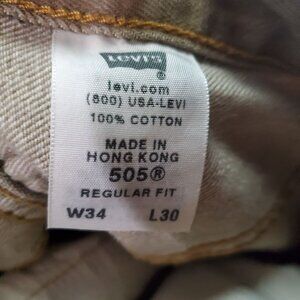 LEVI'S
®
levi.com
(800) USA-LEVI
100% COTTON
MADE IN
HONG KONG
505®
REGULAR FIT
W34 L30